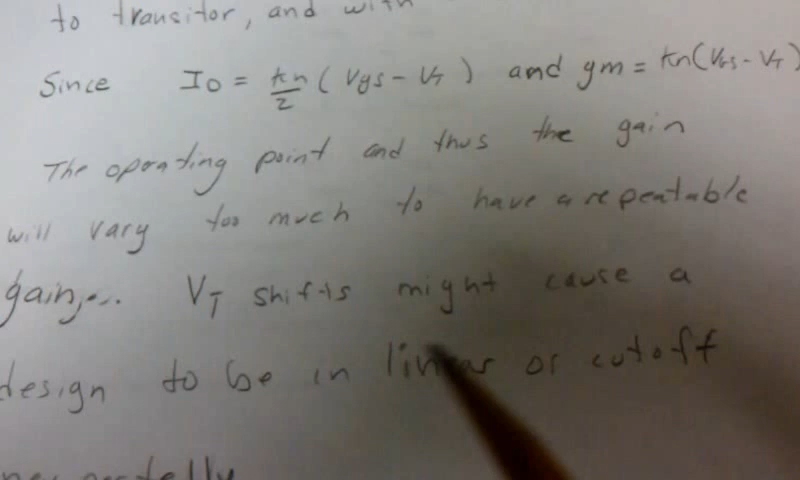 to transitor, and with
Since ID = kn/2 ( Vgs - VT ) and gm = kn(VGS - VT)
The operating point and thus the gain
will vary too much to have a repeatable
gain,... VT shifts might cause a
design to be in linear or cutoff